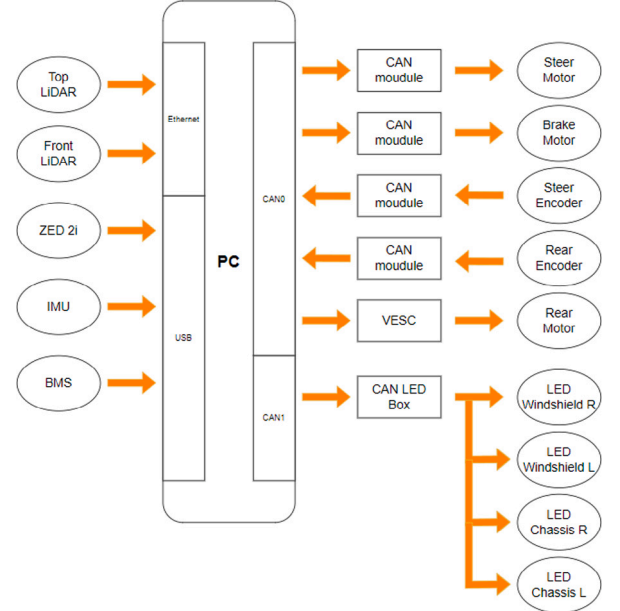 Top
LiDAR
Front
LiDAR
ZED 2i
IMU
BMS
Ethernet
USB
PC
CAN0
CAN1
CAN
moudule
Steer
Motor
CAN
moudule
Brake
Motor
CAN
moudule
Steer
Encoder
CAN
moudule
Rear
Encoder
VESC
Rear
Motor
CAN LED
Box
LED
Windshield R
LED
Windshield L
LED
Chassis R
LED
Chassis L